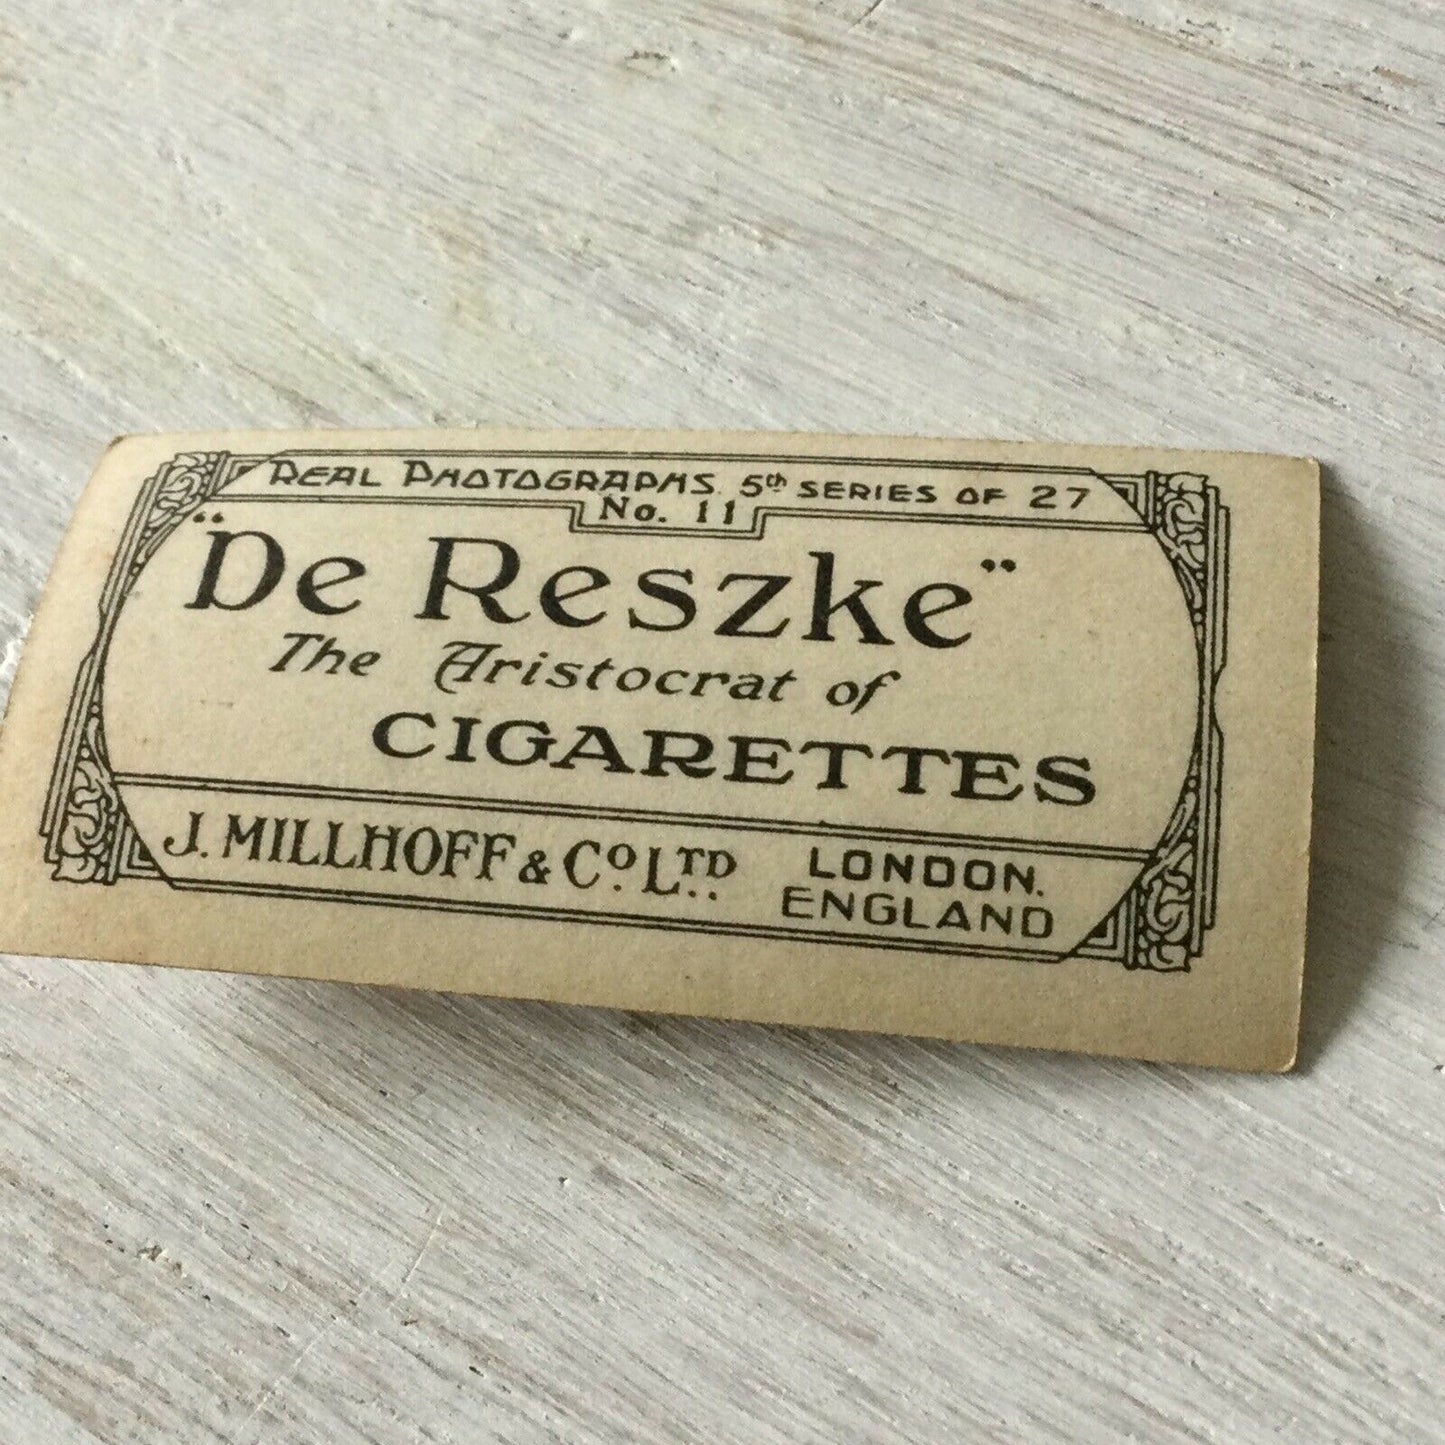 REAL PHOTOGRAPHS. 5th SERIES OF 27
No. 11
"De Reszke"
The Aristocrat of
CIGARETTES
J. MILLHOFF & Co. LTD.. LONDON.
ENGLAND